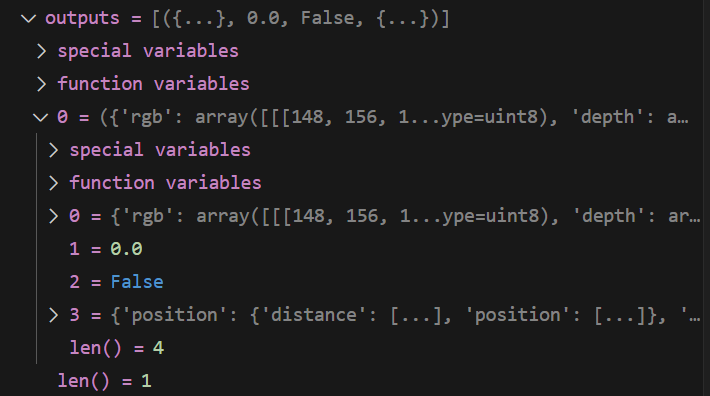 outputs = [({...}, 0.0, False, {...})]
special variables
function variables
0 = ({'rgb': array([[[148, 156, 1...ype=uint8), 'depth': a…
special variables
function variables
0 = {'rgb': array([[[148, 156, 1...ype=uint8), 'depth': ar…
1 = 0.0
2 = False
3 = {'position': {'distance': [...], 'position': [...]}, '…
len() = 4
len() = 1